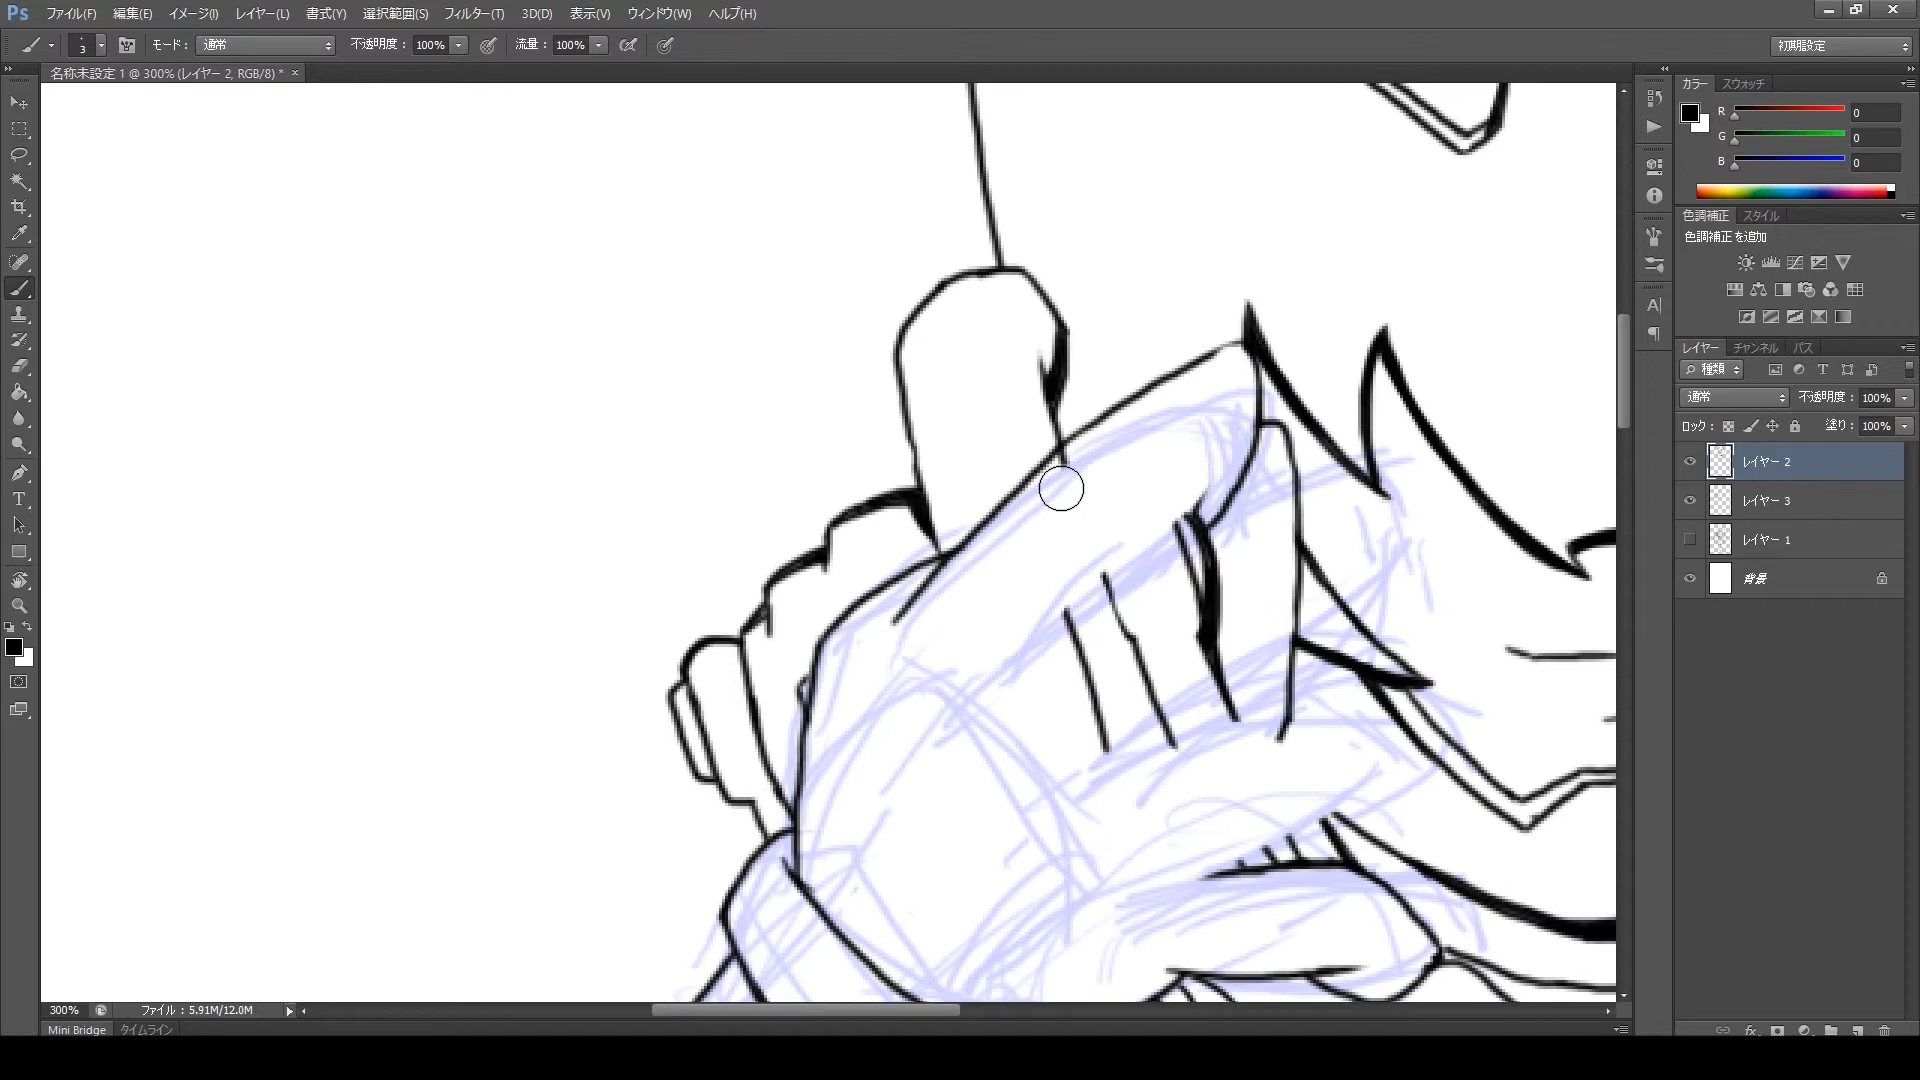 Ps ファイル(F) 編集(E) イメージ(I) レイヤー(L) 書式(Y) 選択範囲(S) フィルター(T) 3D(D) 表示(V) ウィンドウ(W) ヘルプ(H)
3 モード: 通常 不透明度: 100% 流量: 100% 初期設定
名称未設定 1 @ 300% (レイヤー 2, RGB/8) * ×
カラー スウォッチ
R 0
G 0
B 0
色調補正 スタイル
色調補正を追加
レイヤー チャンネル パス
種類
通常 不透明度: 100%
ロック: 塗り: 100%
レイヤー 2
レイヤー 3
レイヤー 1
背景
300% ファイル : 5.91M/12.0M
Mini Bridge タイムライン